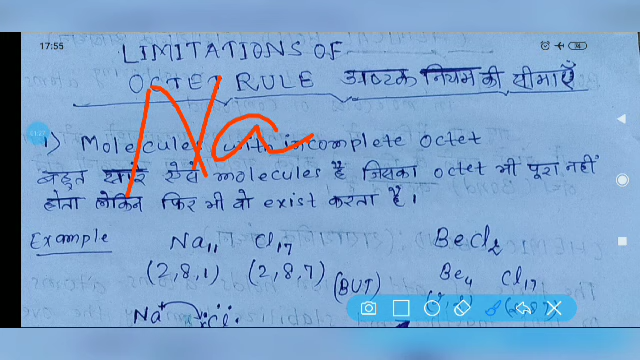 17:55
LIMITATIONS OF
OCTET RULE अष्टक नियम की सीमाएँ
Na
1) Molecules with incomplete octet
बहुत सारे ऐसे molecules है जिसका octet भी पूरा नहीं
होता लेकिन फिर भी वो exist करता है।
Example Na₁₁ Cl₁₇ BeCl₂
(2,8,1) (2,8,7) (BUT) Be₄ Cl₁₇
Na⁺ Cl